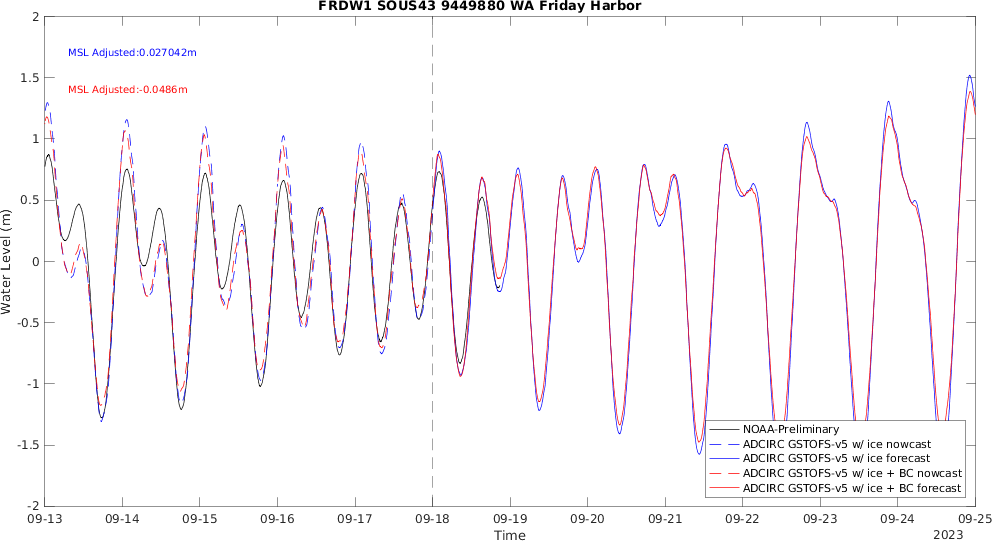 FRDW1 SOUS43 9449880 WA Friday Harbor
MSL Adjusted:0.027042m
MSL Adjusted:-0.0486m
Water Level (m)
2
1.5
1
0.5
0
-0.5
-1
-1.5
-2
NOAA-Preliminary
ADCIRC GSTOFS-v5 w/ ice nowcast
ADCIRC GSTOFS-v5 w/ ice forecast
ADCIRC GSTOFS-v5 w/ ice + BC nowcast
ADCIRC GSTOFS-v5 w/ ice + BC forecast
09-13 09-14 09-15 09-16 09-17 09-18 09-19 09-20 09-21 09-22 09-23 09-24 09-25
Time
2023